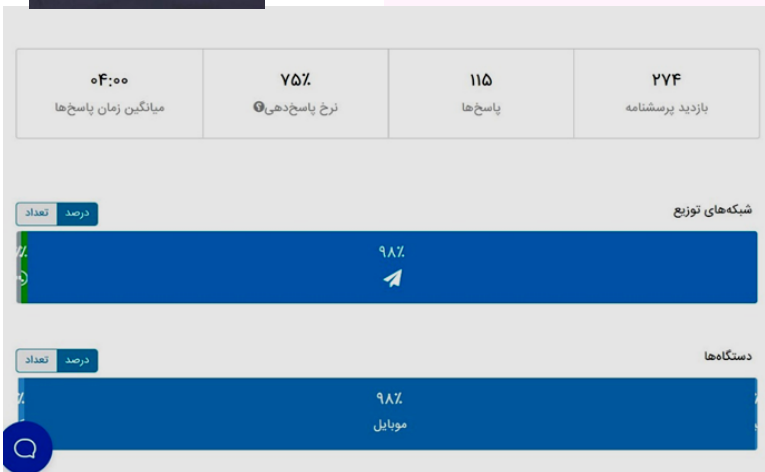 ۲۷۴
بازدید پرسشنامه
۱۱۵
پاسخ‌ها
۷۵٪
نرخ پاسخ‌دهی
۰۴:۰۰
میانگین زمان پاسخ‌ها
شبکه‌های توزیع
درصد تعداد
۹۸٪
٪
دستگاه‌ها
درصد تعداد
۹۸٪
٪
موبایل